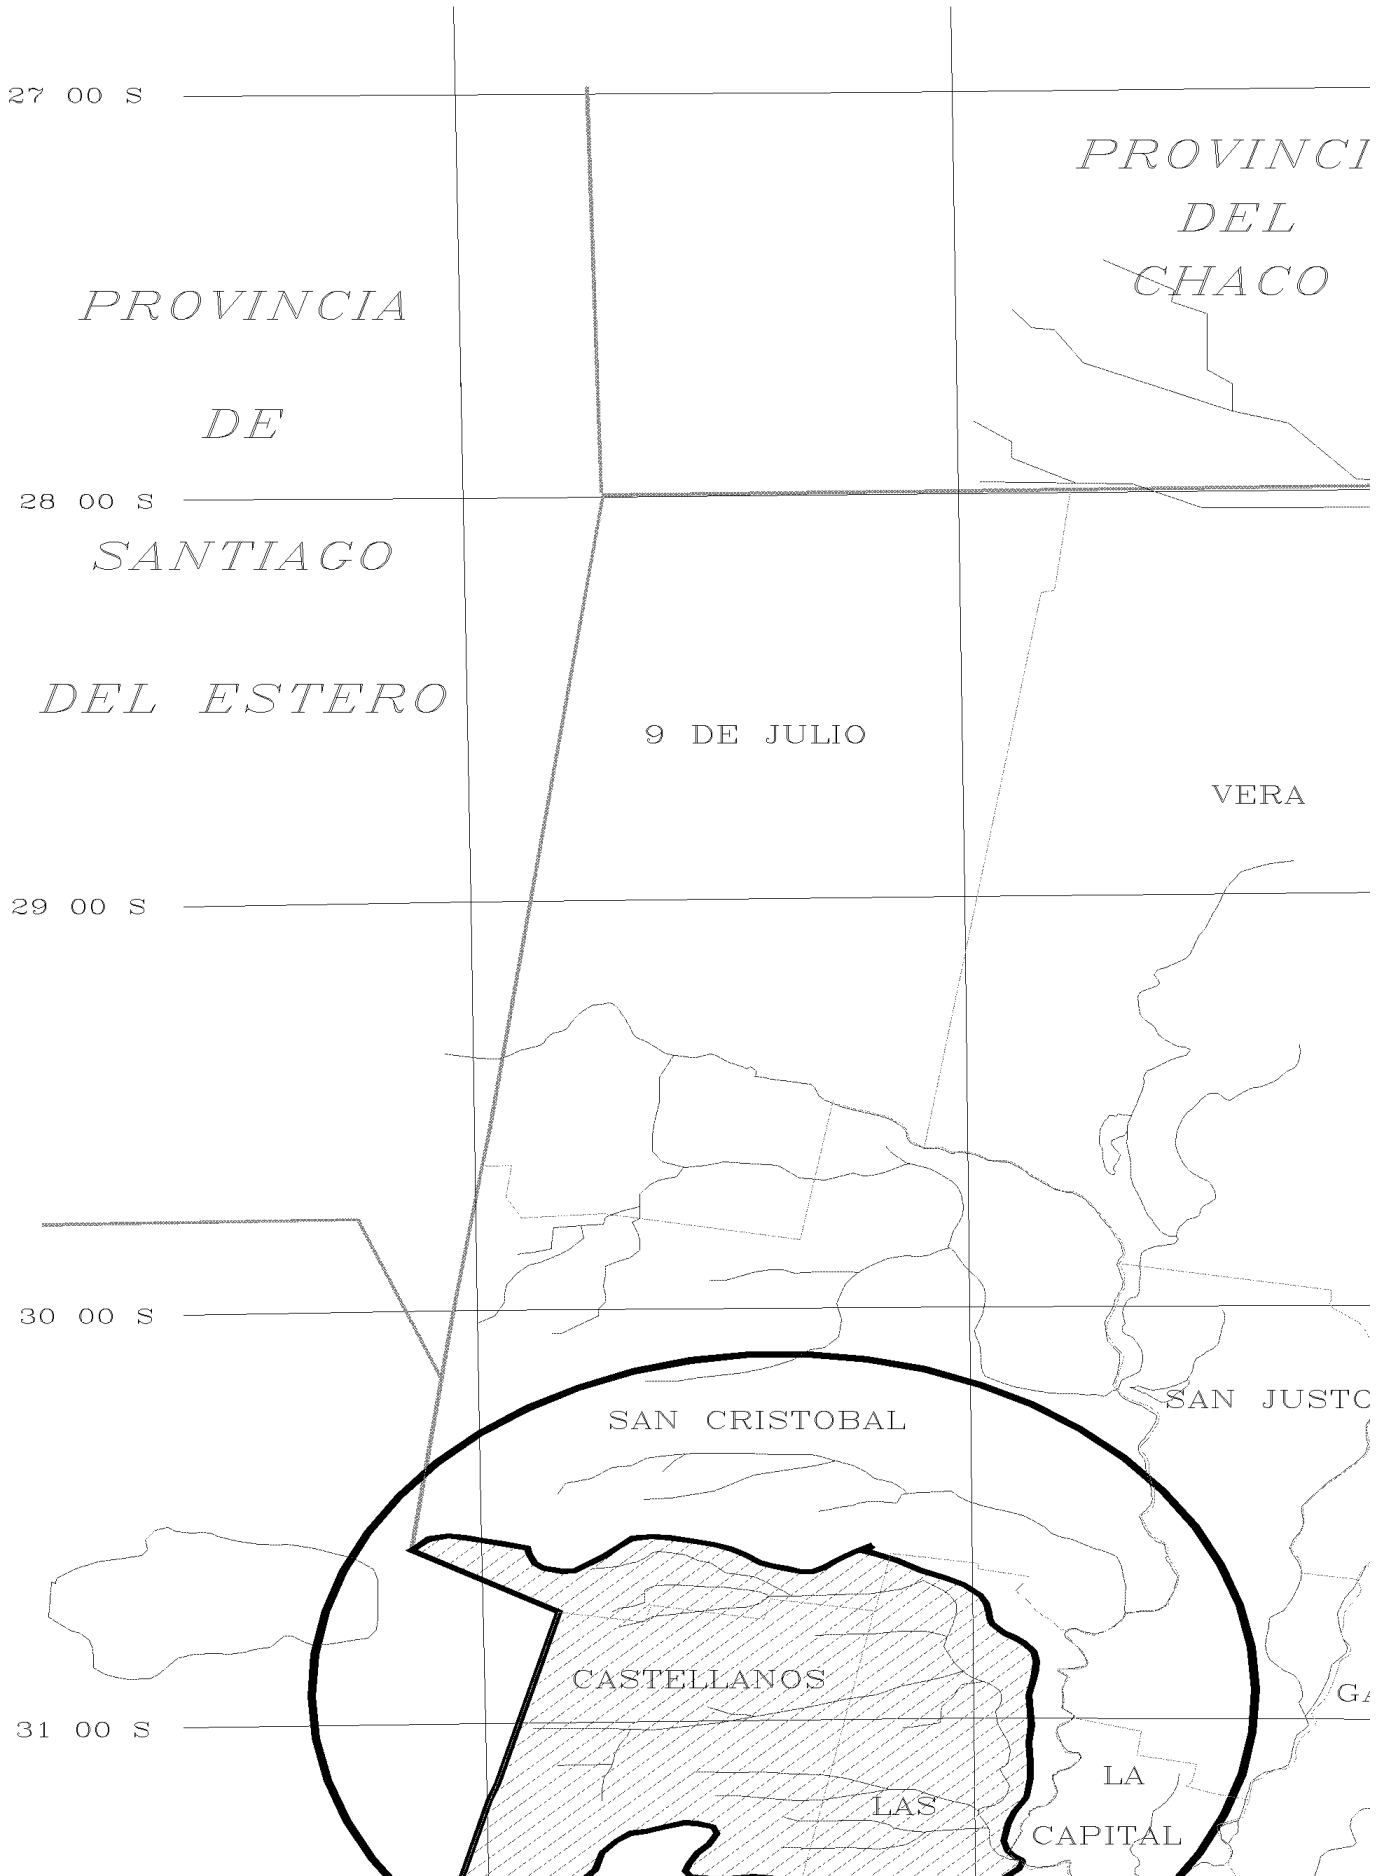 27 00 S
PROVINCI
DEL
CHACO
PROVINCIA
DE
28 00 S
SANTIAGO
DEL ESTERO
9 DE JULIO
VERA
29 00 S
30 00 S
SAN JUSTO
SAN CRISTOBAL
CASTELLANOS
GA
31 00 S
LA
LAS
CAPITAL